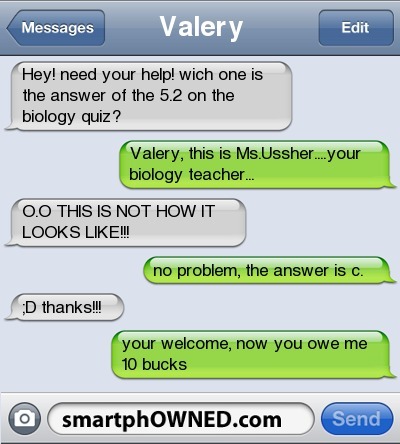 Messages
Valery
Edit
Hey! need your help! wich one is
the answer of the 5.2 on the
biology quiz?
Valery, this is Ms.Ussher....your
biology teacher...
O.O THIS IS NOT HOW IT
LOOKS LIKE!!!
no problem, the answer is c.
;D thanks!!!
your welcome, now you owe me
10 bucks
smartphOWNED.com
Send